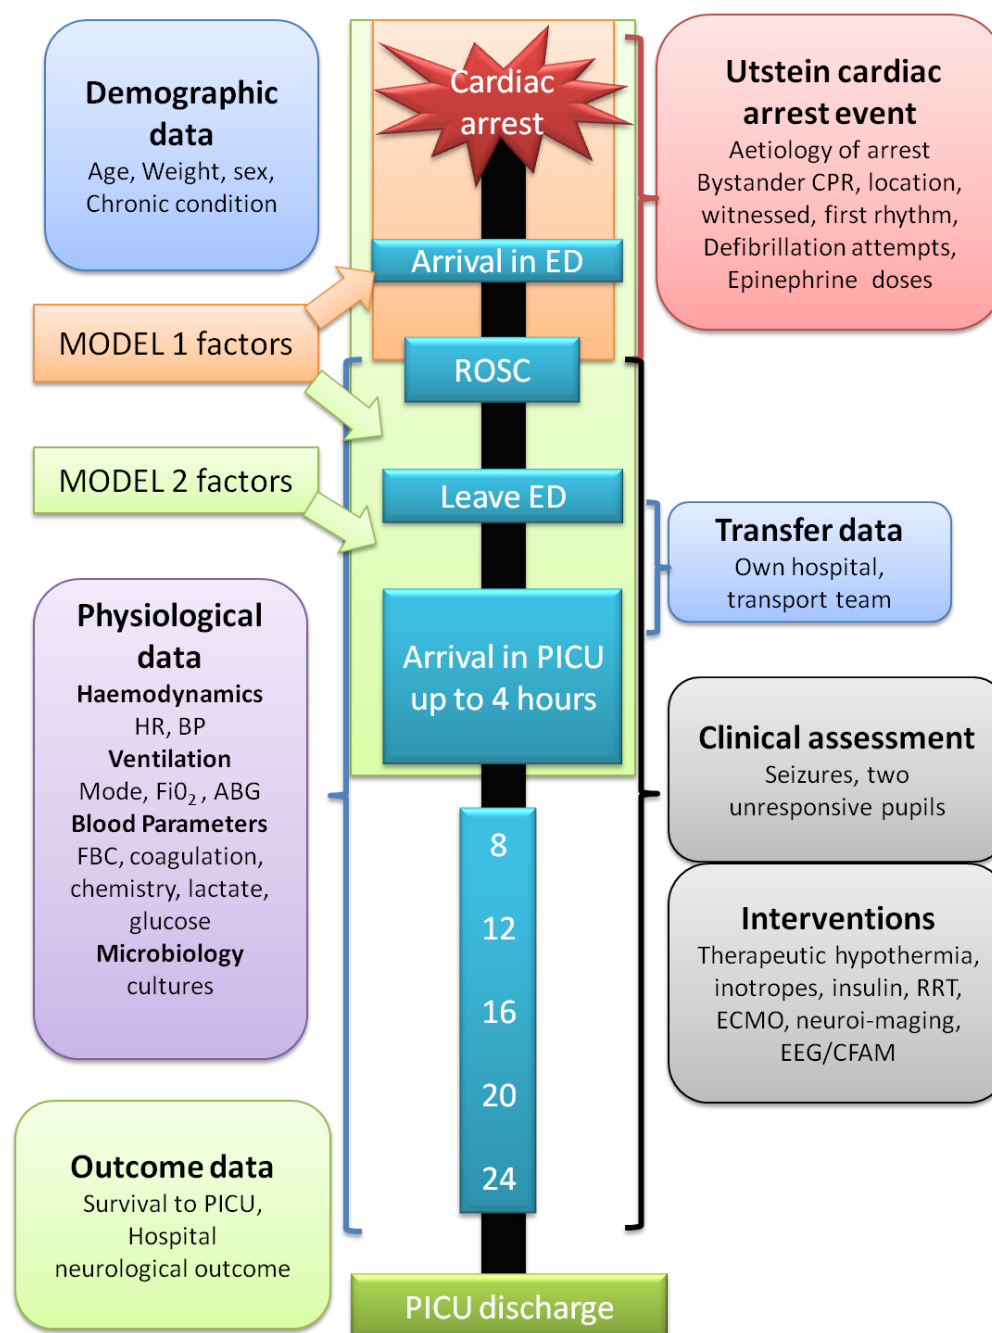 Demographic
data
Age, Weight, sex,
Chronic condition
Cardiac
arrest
Utstein cardiac
arrest event
Aetiology of arrest
Bystander CPR, location,
witnessed, first rhythm,
Defibrillation attempts,
Epinephrine doses
Arrival in ED
MODEL 1 factors
ROSC
MODEL 2 factors
Leave ED
Transfer data
Own hospital,
transport team
Physiological
data
Haemodynamics
HR, BP
Ventilation
Mode, Fi0₂, ABG
Blood Parameters
FBC, coagulation,
chemistry, lactate,
glucose
Microbiology
cultures
Arrival in PICU
up to 4 hours
Clinical assessment
Seizures, two
unresponsive pupils
8
12
16
20
24
Interventions
Therapeutic hypothermia,
inotropes, insulin, RRT,
ECMO, neuroi-maging,
EEG/CFAM
Outcome data
Survival to PICU,
Hospital
neurological outcome
PICU discharge